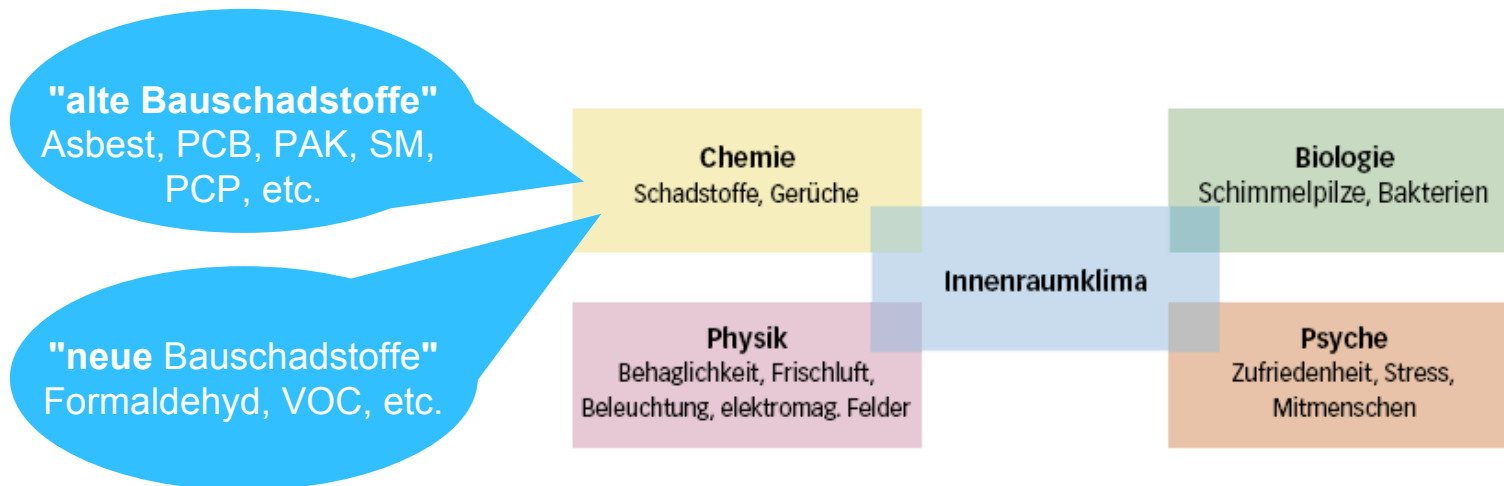 "alte Bauschadstoffe"
Asbest, PCB, PAK, SM,
PCP, etc.
"neue Bauschadstoffe"
Formaldehyd, VOC, etc.
Chemie
Schadstoffe, Gerüche
Biologie
Schimmelpilze, Bakterien
Innenraumklima
Physik
Behaglichkeit, Frischluft,
Beleuchtung, elektromag. Felder
Psyche
Zufriedenheit, Stress,
Mitmenschen